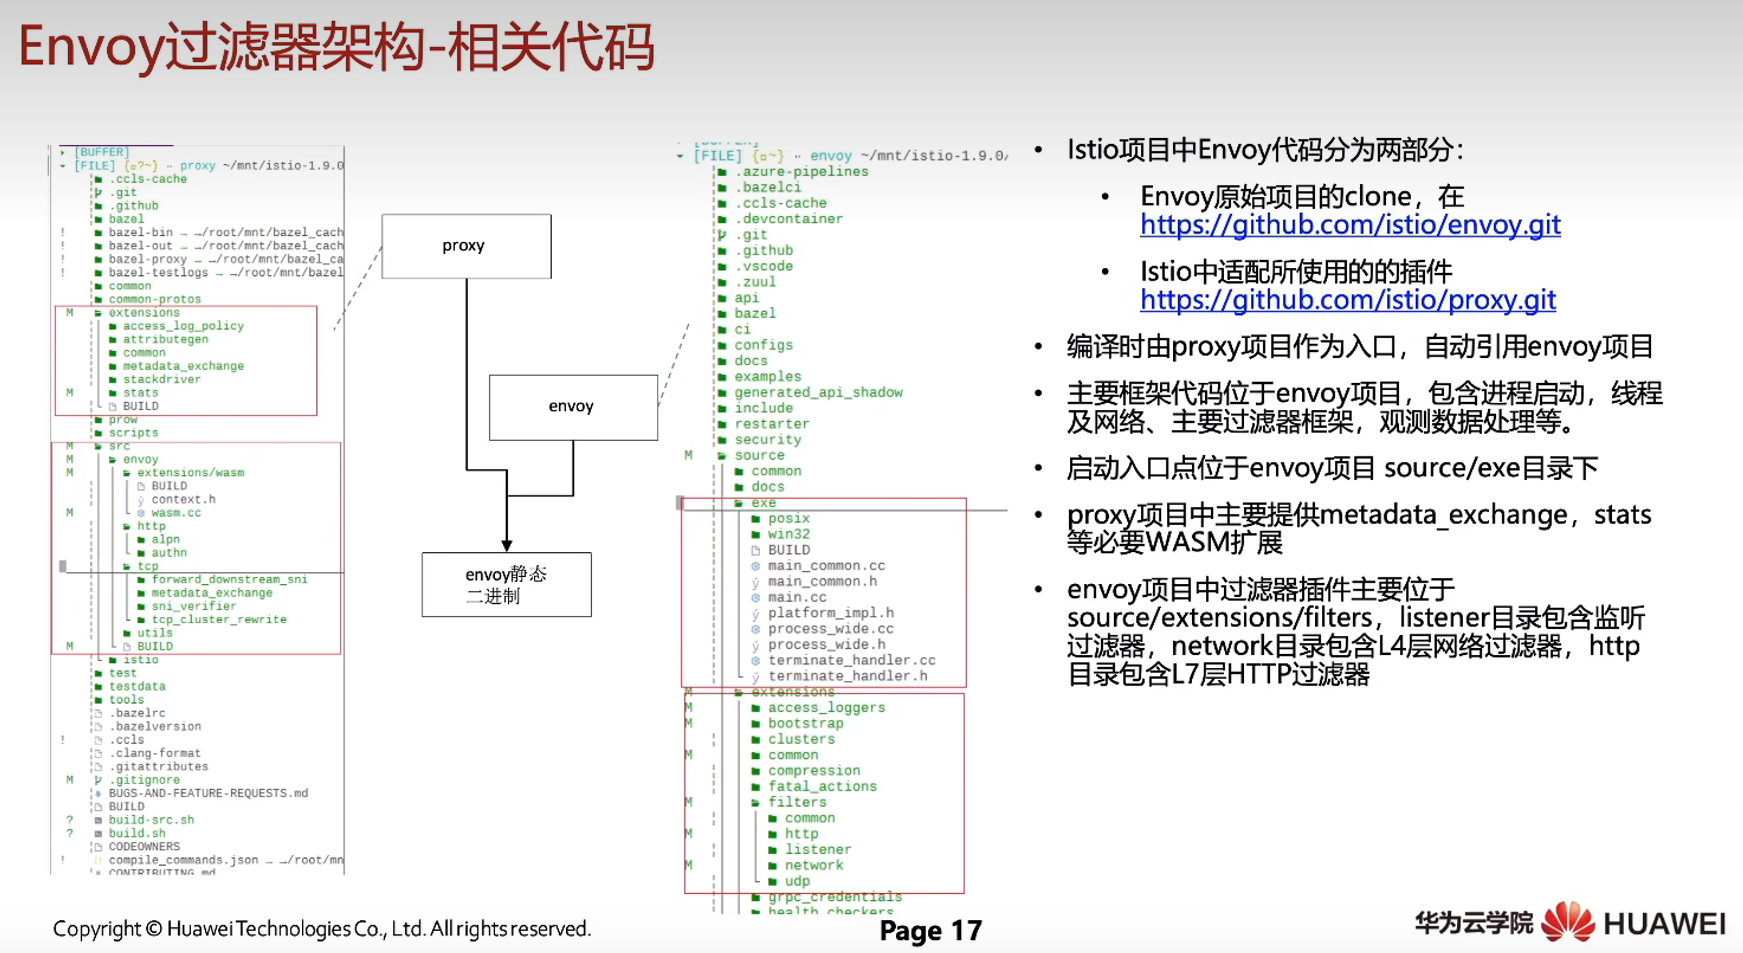 Envoy过滤器架构-相关代码
[BUFFER]
[FILE] proxy ~/mnt/istio-1.9.0
.ccls-cache
.git
.github
bazel
! bazel-bin → …/root/mnt/bazel_cach
! bazel-out → …/root/mnt/bazel_cach
! bazel-proxy → …/root/mnt/bazel_ca
! bazel-testlogs → …/root/mnt/bazel
common
common-protos
M extensions
access_log_policy
attributegen
common
metadata_exchange
stackdriver
M stats
BUILD
prow
scripts
M src
M envoy
M extensions/wasm
BUILD
context.h
M wasm.cc
http
alpn
authn
tcp
forward_downstream_sni
metadata_exchange
sni_verifier
tcp_cluster_rewrite
utils
M BUILD
istio
test
testdata
tools
.bazelrc
.bazelversion
! .ccls
.clang-format
.gitattributes
M .gitignore
BUGS-AND-FEATURE-REQUESTS.md
BUILD
? build-src.sh
? build.sh
CODEOWNERS
! compile_commands.json → …/root/mn
CONTRIBUTING.md
proxy
envoy
envoy静态
二进制
[BUFFER]
[FILE] envoy ~/mnt/istio-1.9.0/
.azure-pipelines
.bazelci
.ccls-cache
.devcontainer
.git
.github
.vscode
.zuul
api
bazel
ci
configs
docs
examples
generated_api_shadow
include
restarter
security
M source
common
docs
exe
posix
win32
BUILD
main_common.cc
main_common.h
main.cc
platform_impl.h
process_wide.cc
process_wide.h
terminate_handler.cc
terminate_handler.h
M extensions
M access_loggers
M bootstrap
clusters
M common
compression
fatal_actions
M filters
common
M http
listener
M network
udp
grpc_credentials
health_checkers
• Istio项目中Envoy代码分为两部分：
• Envoy原始项目的clone，在
https://github.com/istio/envoy.git
• Istio中适配所使用的的插件
https://github.com/istio/proxy.git
• 编译时由proxy项目作为入口，自动引用envoy项目
• 主要框架代码位于envoy项目，包含进程启动，线程
及网络、主要过滤器框架，观测数据处理等。
• 启动入口点位于envoy项目 source/exe目录下
• proxy项目中主要提供metadata_exchange，stats
等必要WASM扩展
• envoy项目中过滤器插件主要位于
source/extensions/filters，listener目录包含监听
过滤器，network目录包含L4层网络过滤器，http
目录包含L7层HTTP过滤器
Copyright © Huawei Technologies Co., Ltd. All rights reserved.
Page 17
华为云学院 HUAWEI